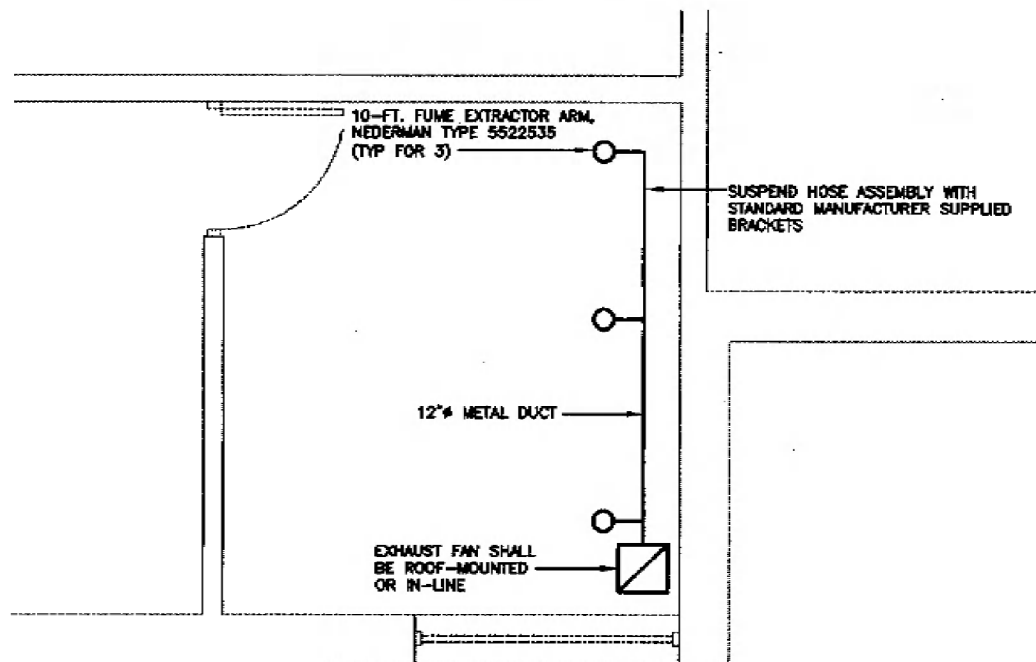 10-FT. FUME EXTRACTOR ARM,
NEDERMAN TYPE 5522535
(TYP FOR 3)
SUSPEND HOSE ASSEMBLY WITH
STANDARD MANUFACTURER SUPPLIED
BRACKETS
12"ø METAL DUCT
EXHAUST FAN SHALL
BE ROOF-MOUNTED
OR IN-LINE